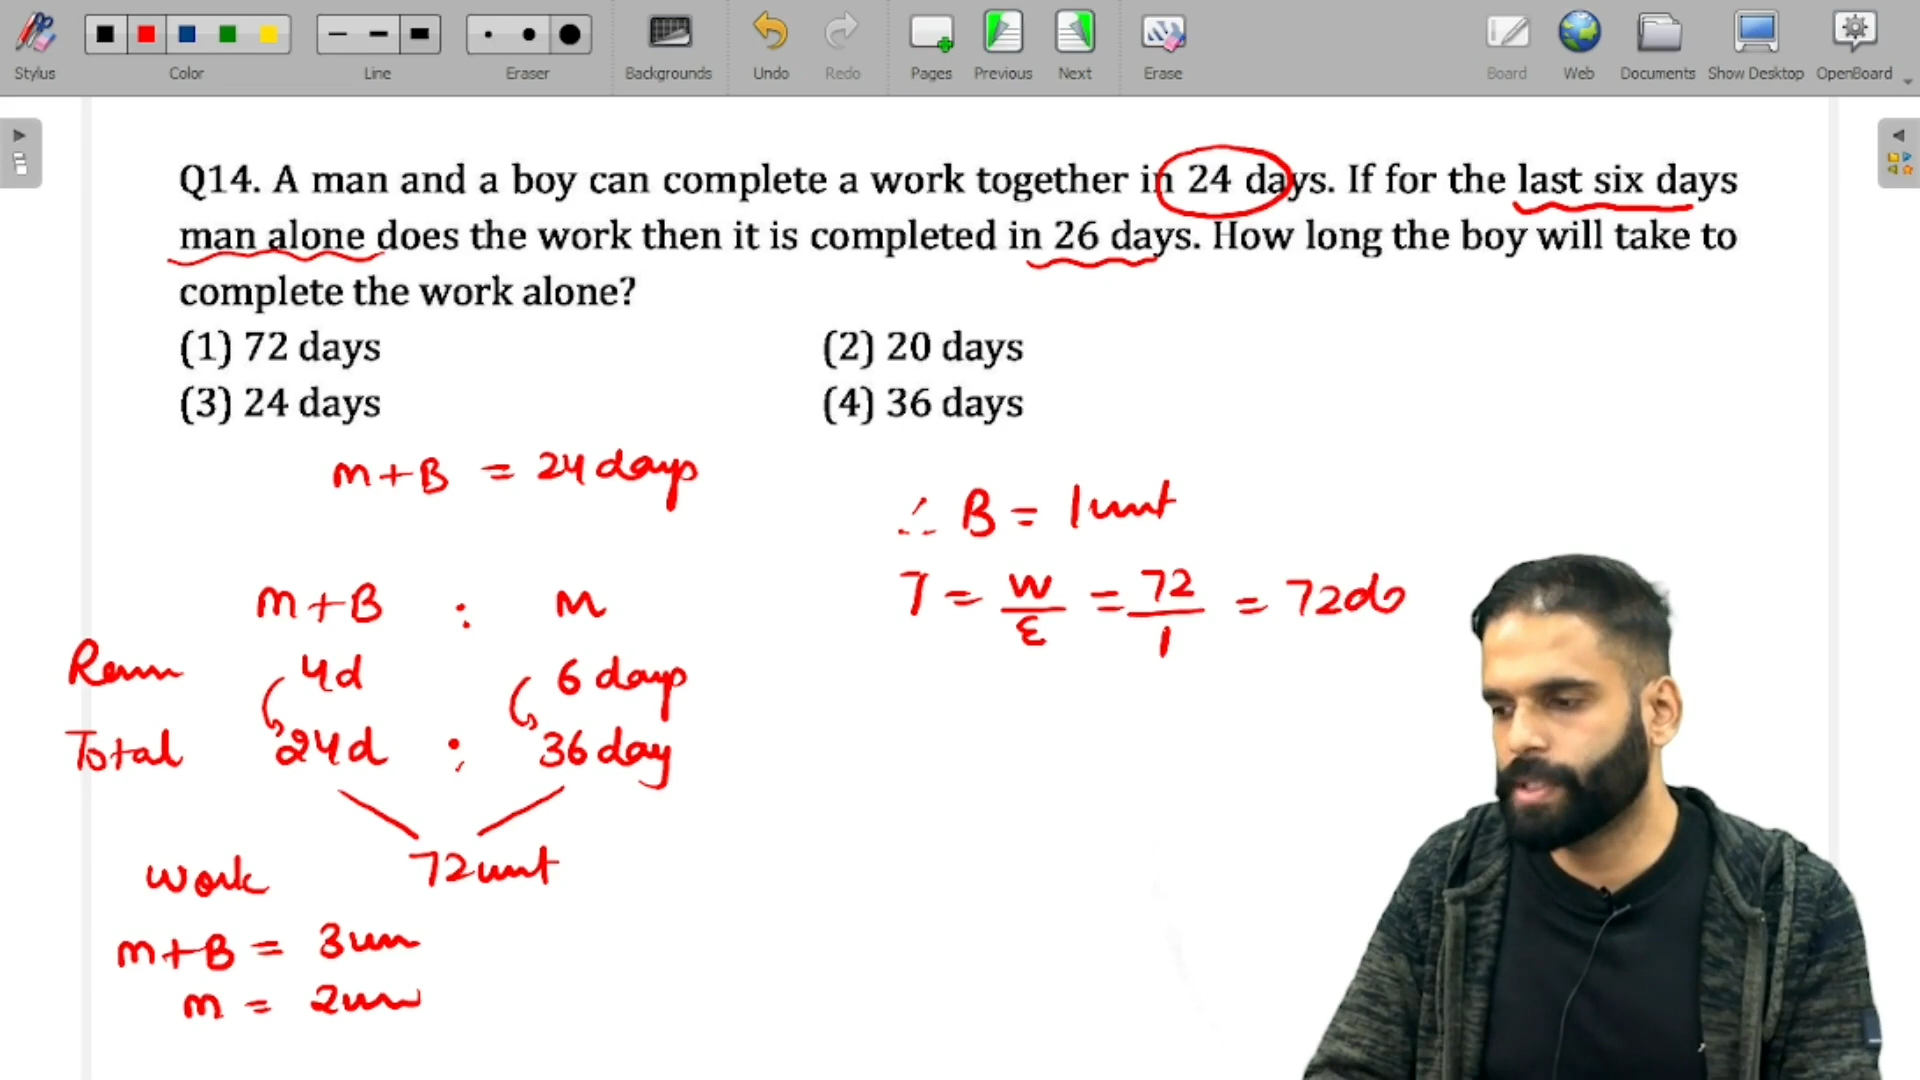 Stylus
Color
Line
Eraser
Backgrounds
Undo
Redo
Pages
Previous
Next
Erase
Board
Web
Documents
Show Desktop
OpenBoard
Q14. A man and a boy can complete a work together in 24 days. If for the last six days
man alone does the work then it is completed in 26 days. How long the boy will take to
complete the work alone?
(1) 72 days (2) 20 days
(3) 24 days (4) 36 days
m+B = 24 days
m+B : M
Rem 4d 6 days
Total 24d : 36 day
72 unit
Work
m+B = 3 un
m = 2 un
∴ B = 1 unit
T = W/E = 72/1 = 72 da